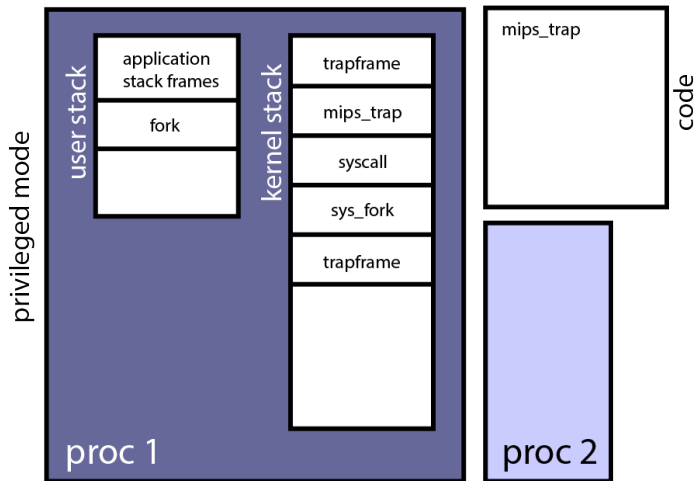 privileged mode
user stack
application
stack frames
fork
kernel stack
trapframe
mips_trap
syscall
sys_fork
trapframe
proc 1
mips_trap
code
proc 2